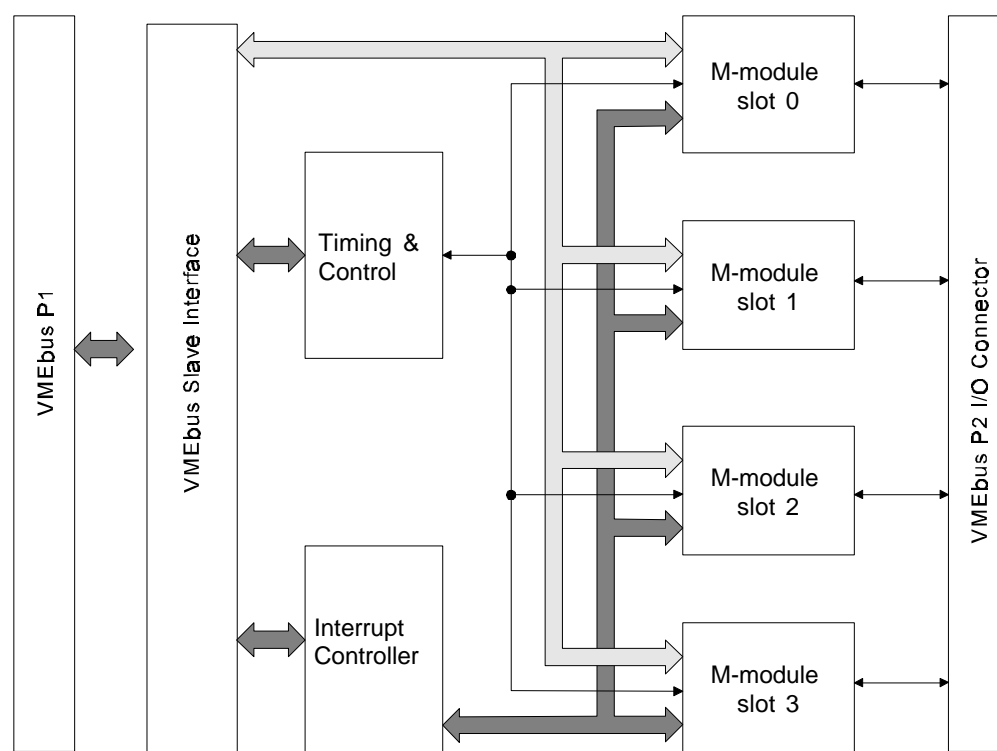 VMEbus P1
VMEbus Slave Interface
Timing &
Control
Interrupt
Controller
M-module
slot 0
M-module
slot 1
M-module
slot 2
M-module
slot 3
VMEbus P2 I/O Connector